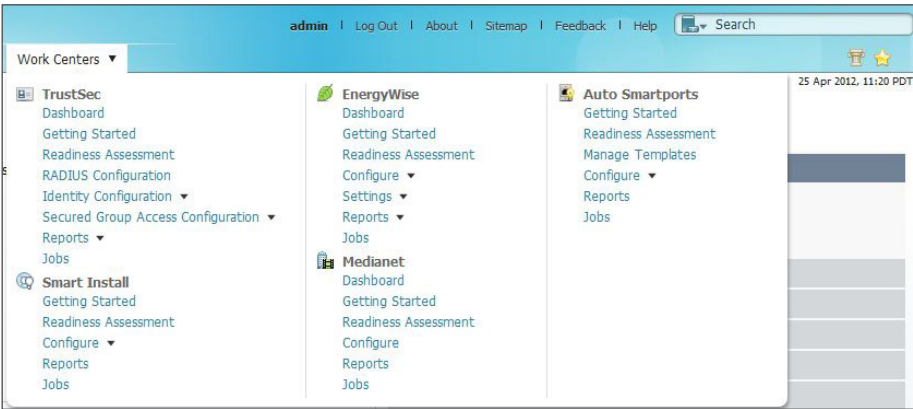 admin | Log Out | About | Sitemap | Feedback | Help
Search
Work Centers ▼
25 Apr 2012, 11:20 PDT
TrustSec
Dashboard
Getting Started
Readiness Assessment
RADIUS Configuration
Identity Configuration ▼
Secured Group Access Configuration ▼
Reports ▼
Jobs
Smart Install
Getting Started
Readiness Assessment
Configure ▼
Reports
Jobs
EnergyWise
Dashboard
Getting Started
Readiness Assessment
Configure ▼
Settings ▼
Reports ▼
Jobs
Medianet
Dashboard
Getting Started
Readiness Assessment
Configure
Reports
Jobs
Auto Smartports
Getting Started
Readiness Assessment
Manage Templates
Configure ▼
Reports
Jobs
s